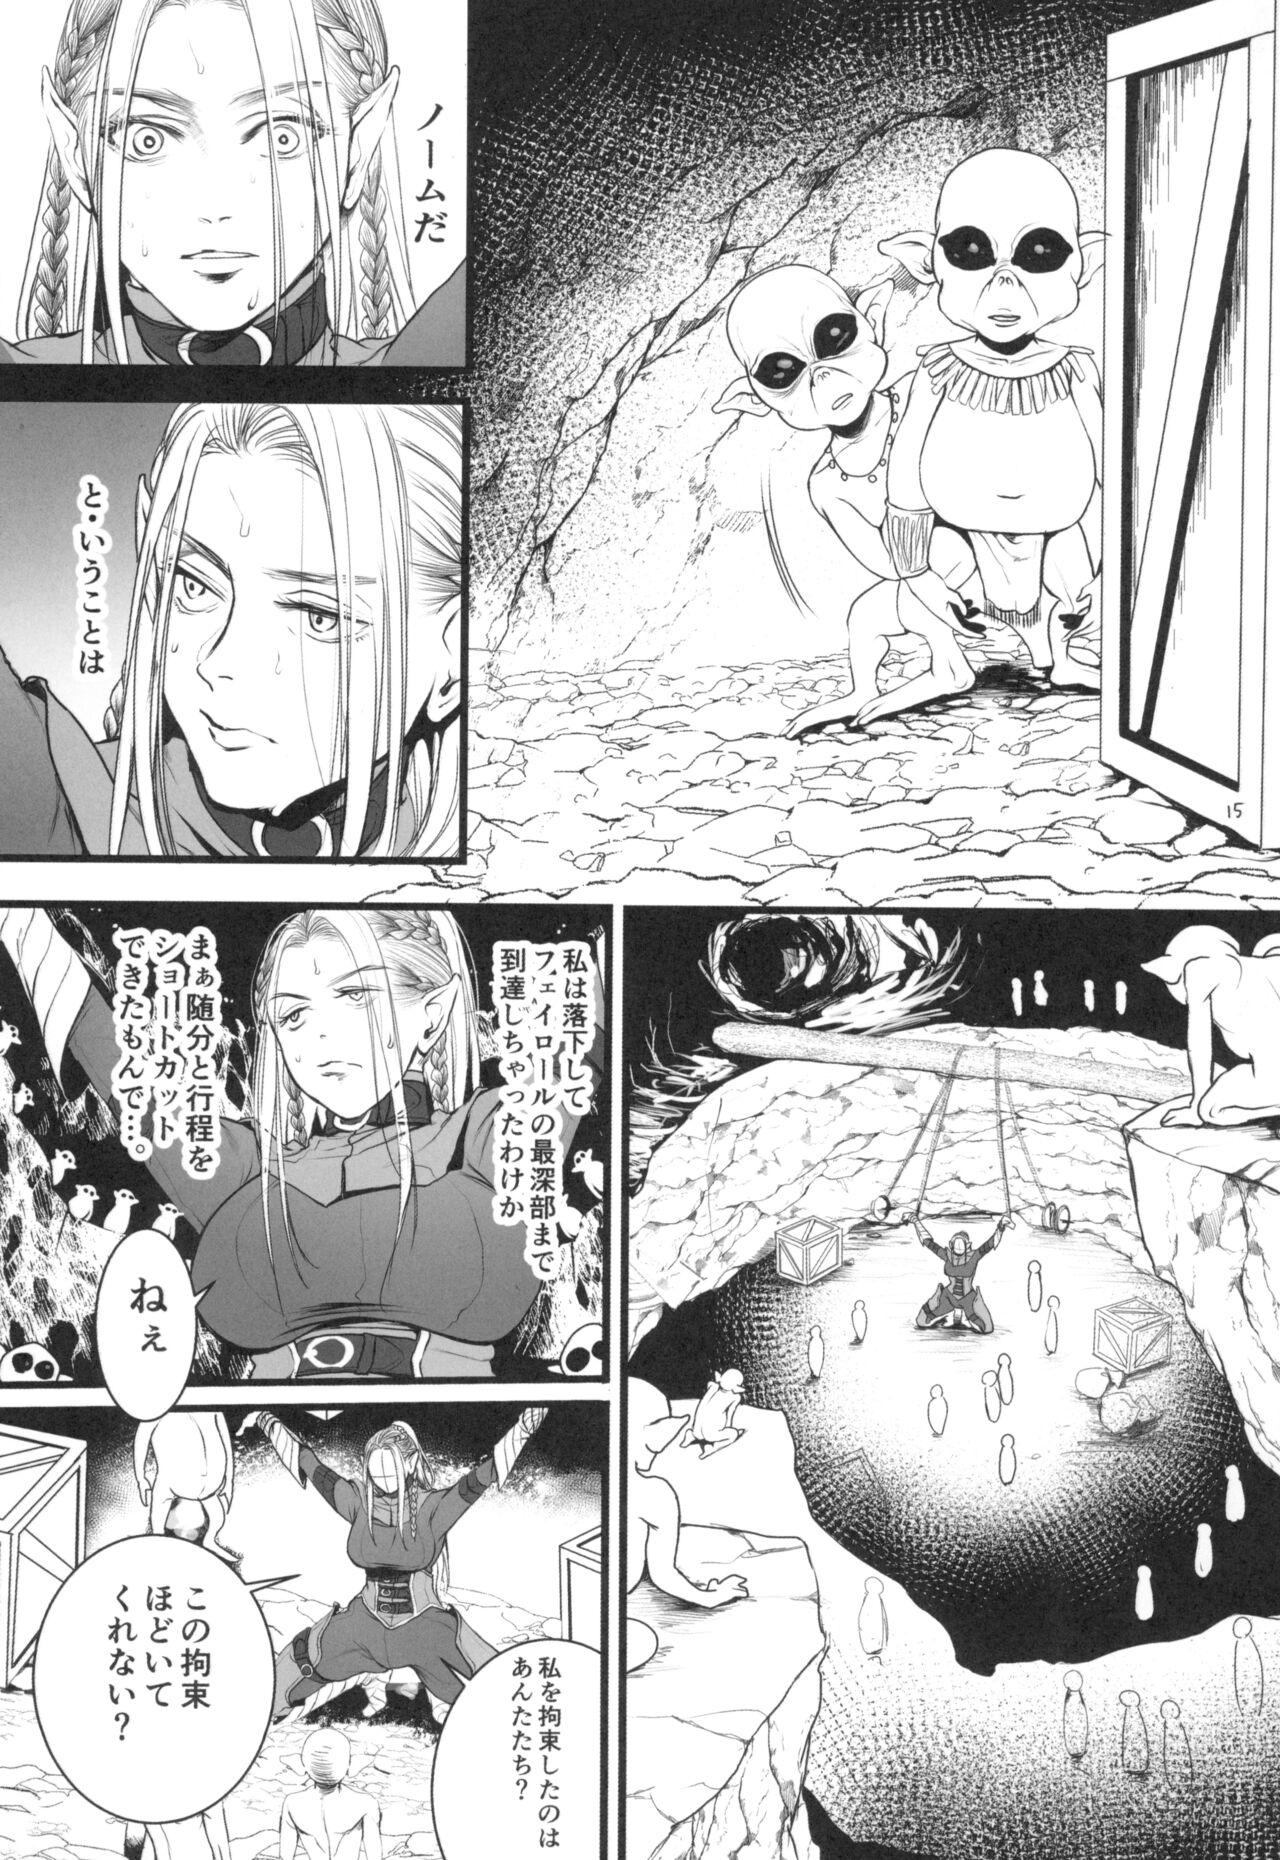 ノームだ
と・いうことは
15
私は落下して
フェイロールの最深部まで
到達しちゃったわけか
まぁ随分と行程を
ショートカット
できたもんで…。
ねぇ
私を拘束したのは
あんたたち?
この拘束
ほどいて
くれない?